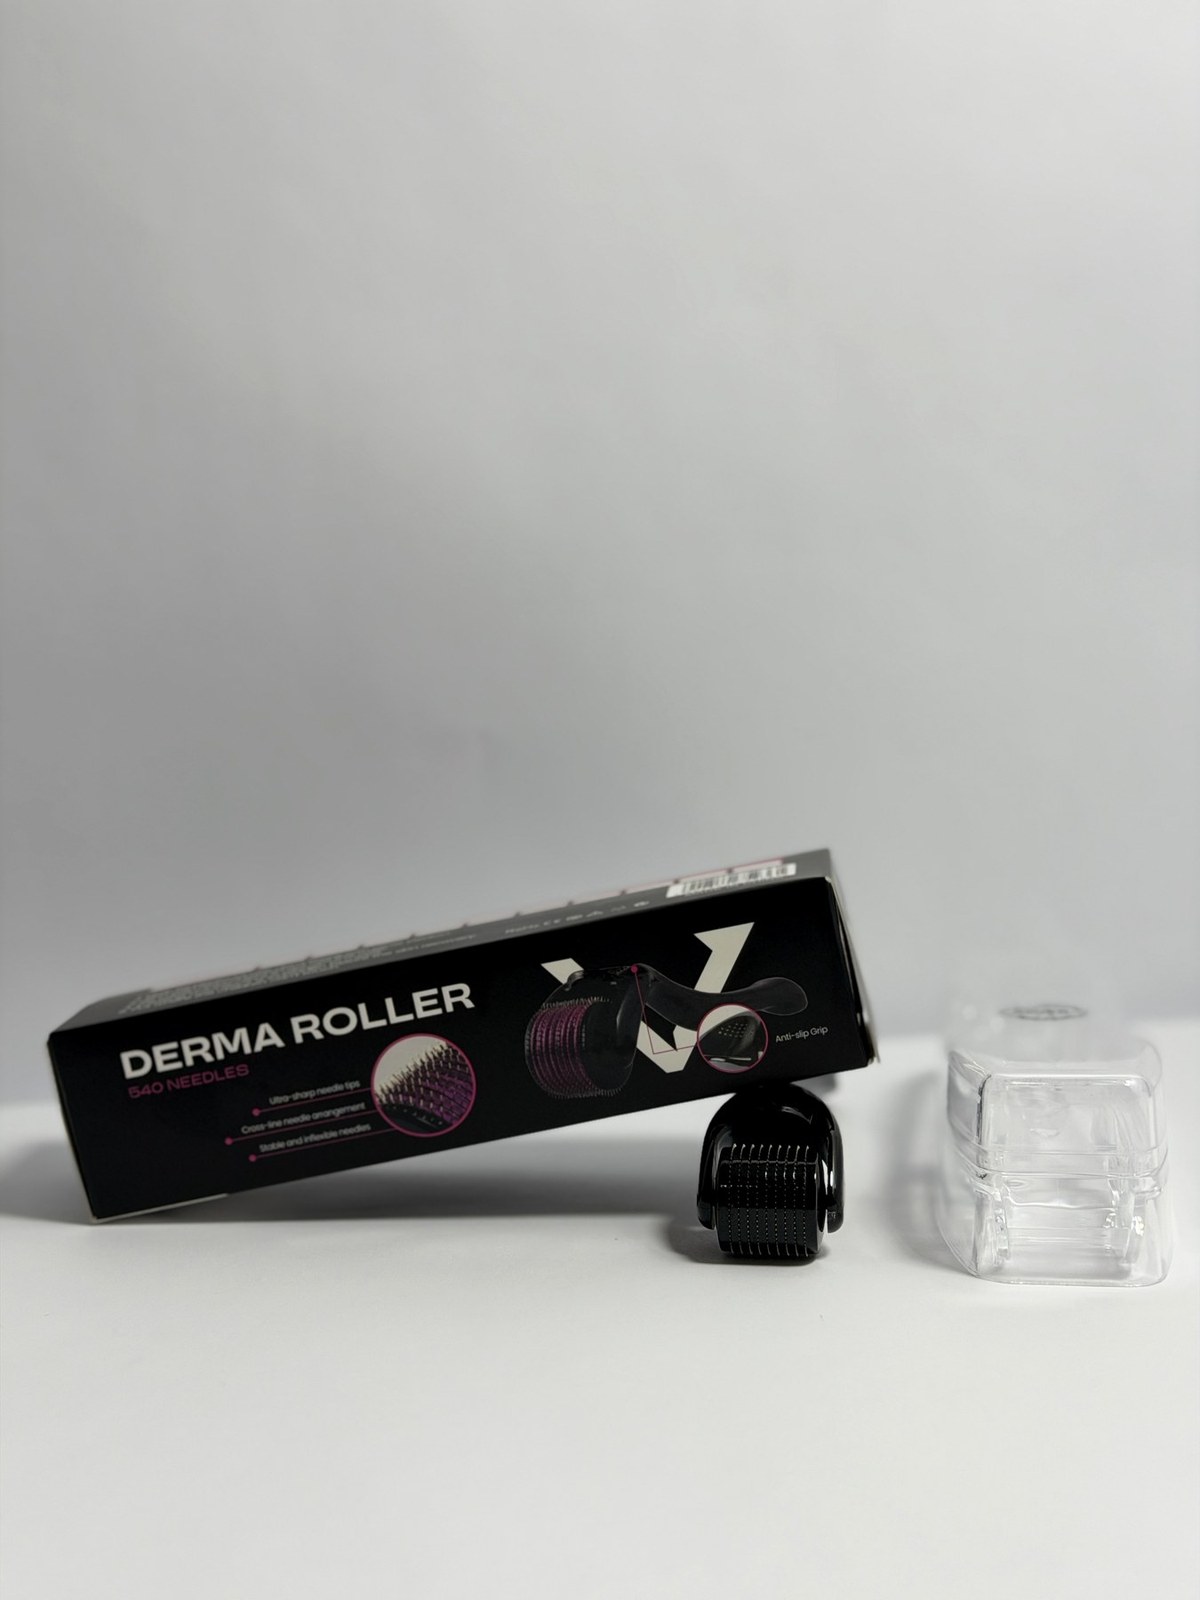 DERMA ROLLER
540 NEEDLES
Ultra-sharp needle tips
Cross-line needle arrangement
Stable and inflexible needles
Anti-slip Grip